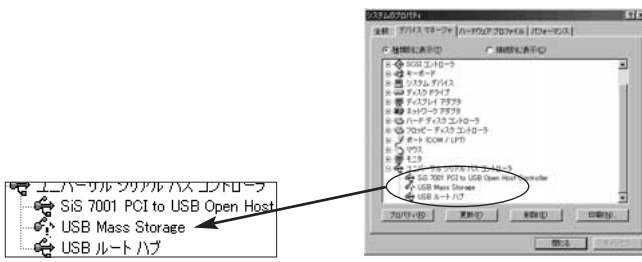 システムのプロパティ
全般 デバイス マネージャ ハードウェア プロファイル パフォーマンス
種類別に表示(T) 接続別に表示(C)
SCSI コントローラ
キーボード
システム デバイス
ディスク ドライブ
ディスプレイ アダプタ
ネットワーク アダプタ
ハード ディスク コントローラ
フロッピー ディスク コントローラ
ポート (COM / LPT)
マウス
モニタ
ユニバーサル シリアル バス コントローラ
SiS 7001 PCI to USB Open Host Controller
USB Mass Storage
USB ルート ハブ
プロパティ(R) 更新(F) 削除(E) 印刷(N)...
閉じる
ユニバーサル シリアル バス コントローラ
SiS 7001 PCI to USB Open Host
USB Mass Storage
USB ルート ハブ